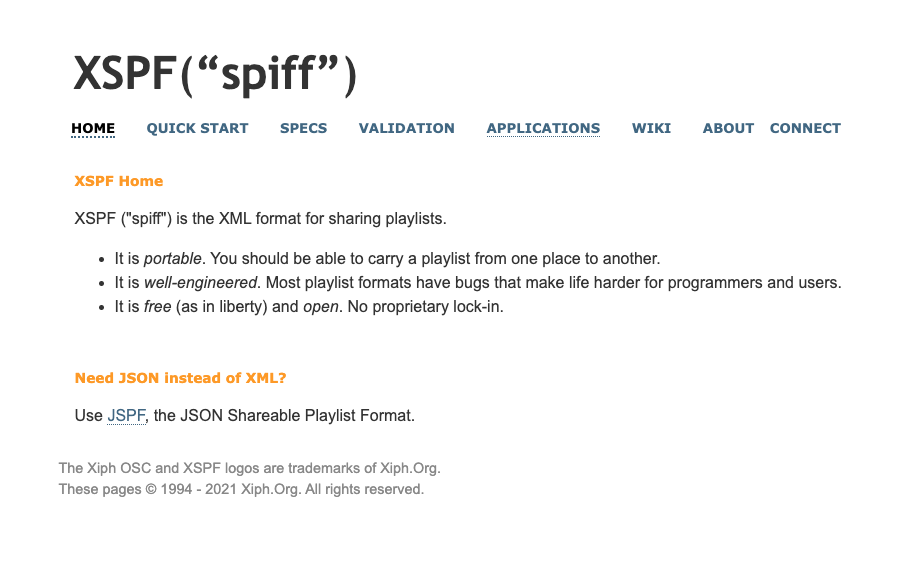 XSPF(“spiff”)
HOME QUICK START SPECS VALIDATION APPLICATIONS WIKI ABOUT CONNECT
XSPF Home
XSPF ("spiff") is the XML format for sharing playlists.
• It is portable. You should be able to carry a playlist from one place to another.
• It is well-engineered. Most playlist formats have bugs that make life harder for programmers and users.
• It is free (as in liberty) and open. No proprietary lock-in.
Need JSON instead of XML?
Use JSPF, the JSON Shareable Playlist Format.
The Xiph OSC and XSPF logos are trademarks of Xiph.Org.
These pages © 1994 - 2021 Xiph.Org. All rights reserved.